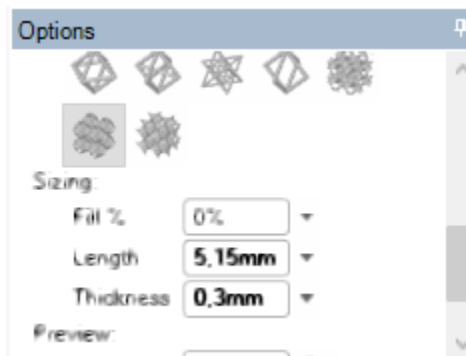 Options
Sizing:
Fill % 0%
Length 5,15mm
Thickness 0,3mm
Preview: